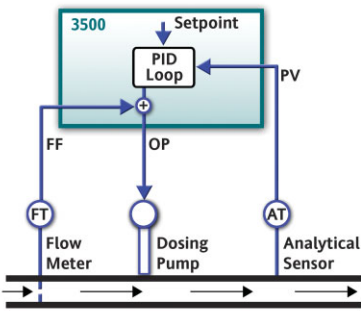 3500
Setpoint
PID
Loop
PV
+
FF
OP
FT
AT
Flow
Meter
Dosing
Pump
Analytical
Sensor